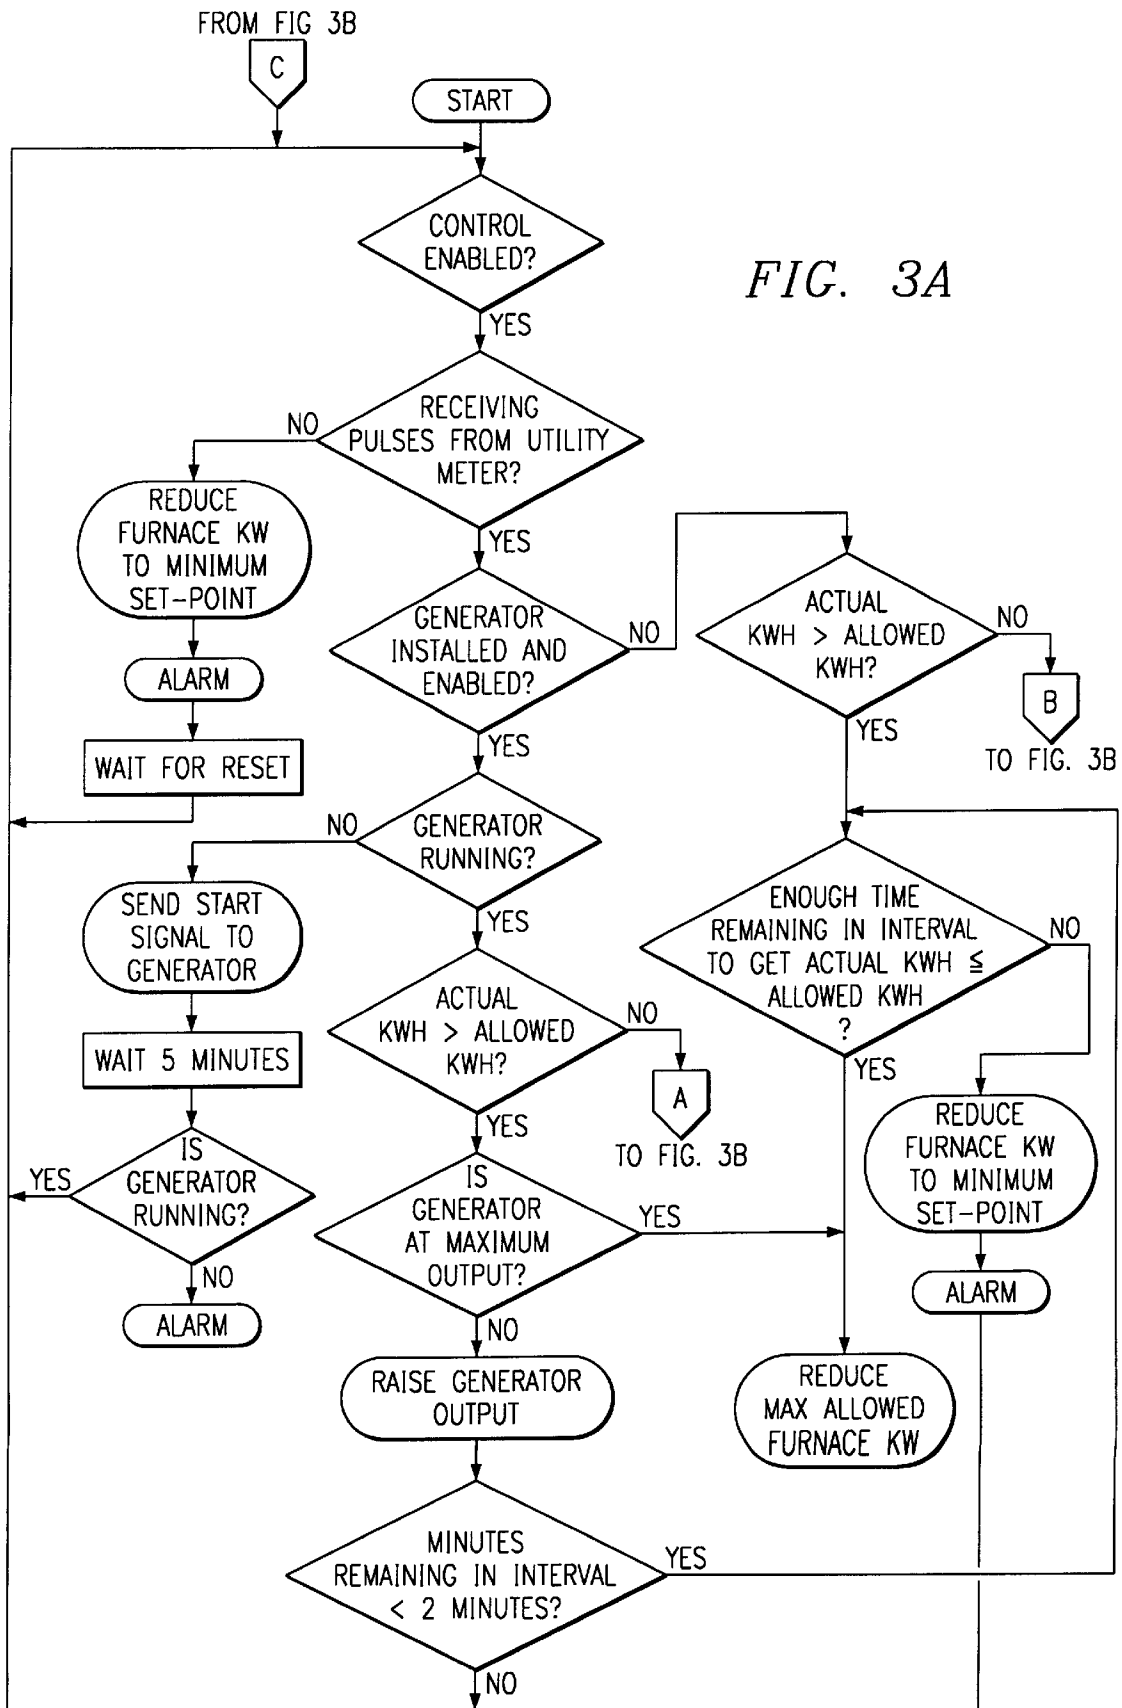 FROM FIG 3B
C
START
CONTROL
ENABLED?
FIG. 3A
YES
RECEIVING
PULSES FROM UTILITY
METER?
NO
REDUCE
FURNACE KW
TO MINIMUM
SET-POINT
ALARM
WAIT FOR RESET
YES
GENERATOR
INSTALLED AND
ENABLED?
NO
ACTUAL
KWH > ALLOWED
KWH?
NO
B
TO FIG. 3B
YES
YES
GENERATOR
RUNNING?
NO
SEND START
SIGNAL TO
GENERATOR
WAIT 5 MINUTES
IS
GENERATOR
RUNNING?
YES
NO
ALARM
YES
ACTUAL
KWH > ALLOWED
KWH?
NO
A
TO FIG. 3B
YES
ENOUGH TIME
REMAINING IN INTERVAL
TO GET ACTUAL KWH ≦
ALLOWED KWH
?
NO
YES
REDUCE
FURNACE KW
TO MINIMUM
SET-POINT
ALARM
IS
GENERATOR
AT MAXIMUM
OUTPUT?
YES
NO
REDUCE
MAX ALLOWED
FURNACE KW
RAISE GENERATOR
OUTPUT
MINUTES
REMAINING IN INTERVAL
< 2 MINUTES?
YES
NO